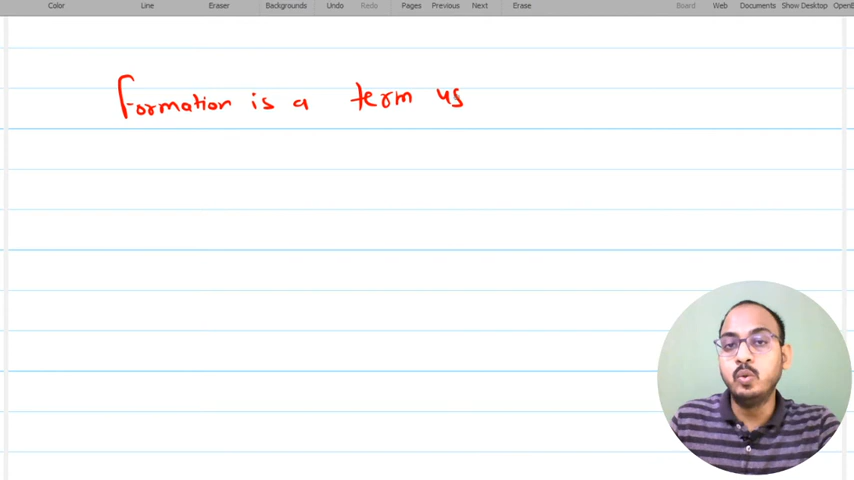 Color Line Eraser Backgrounds Undo Redo Pages Previous Next Erase Board Web Documents Show Desktop OpenB
Formation is a term us